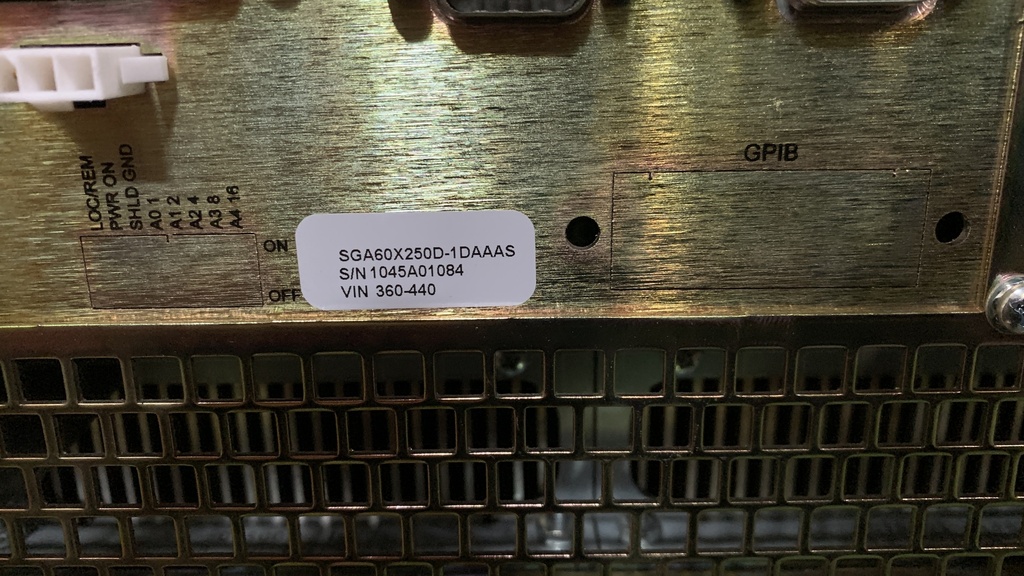 LOC/REM
PWR ON
SHLD GND
A0 1
A1 2
A2 4
A3 8
A4 16
ON
OFF
SGA60X250D-1DAAAS
S/N 1045A01084
VIN 360-440
GPIB